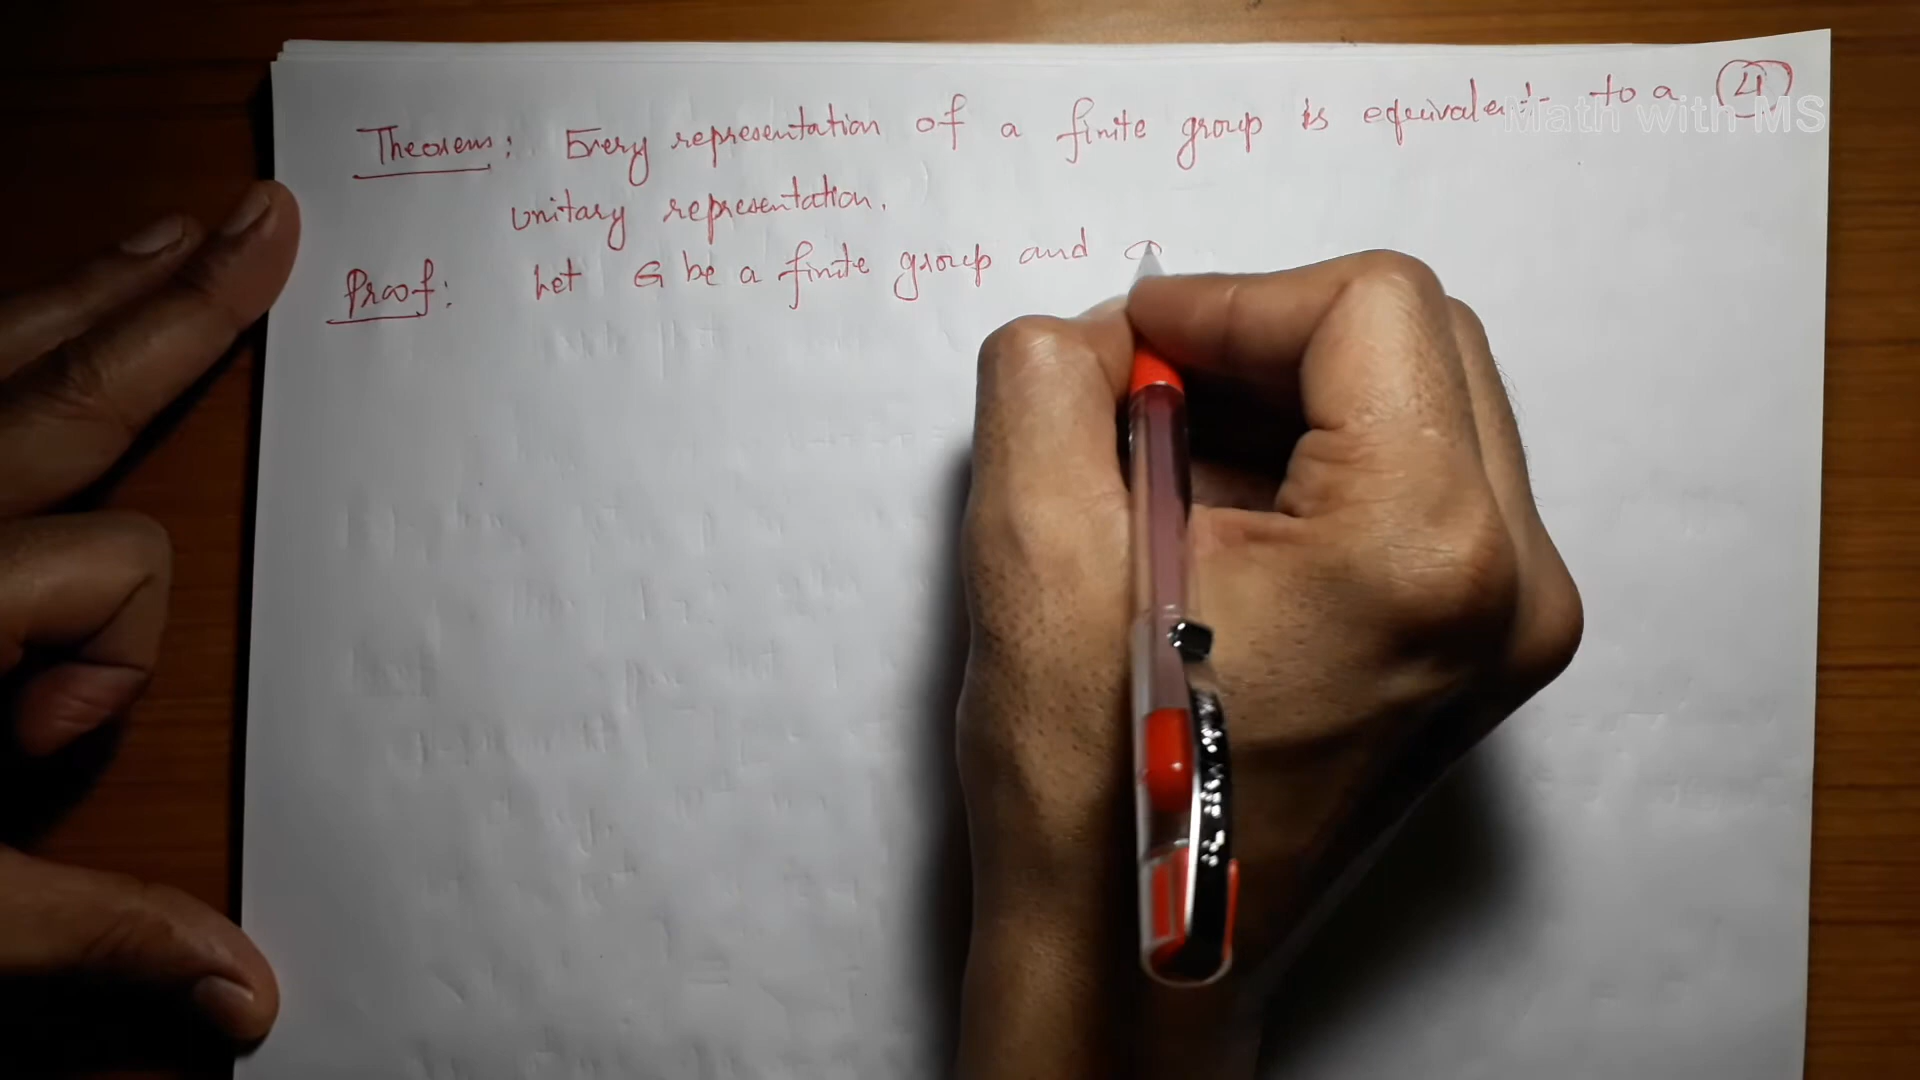 Theorem: Every representation of a finite group is equivalent to a 4
unitary representation.
Proof: Let G be a finite group and
Math with MS